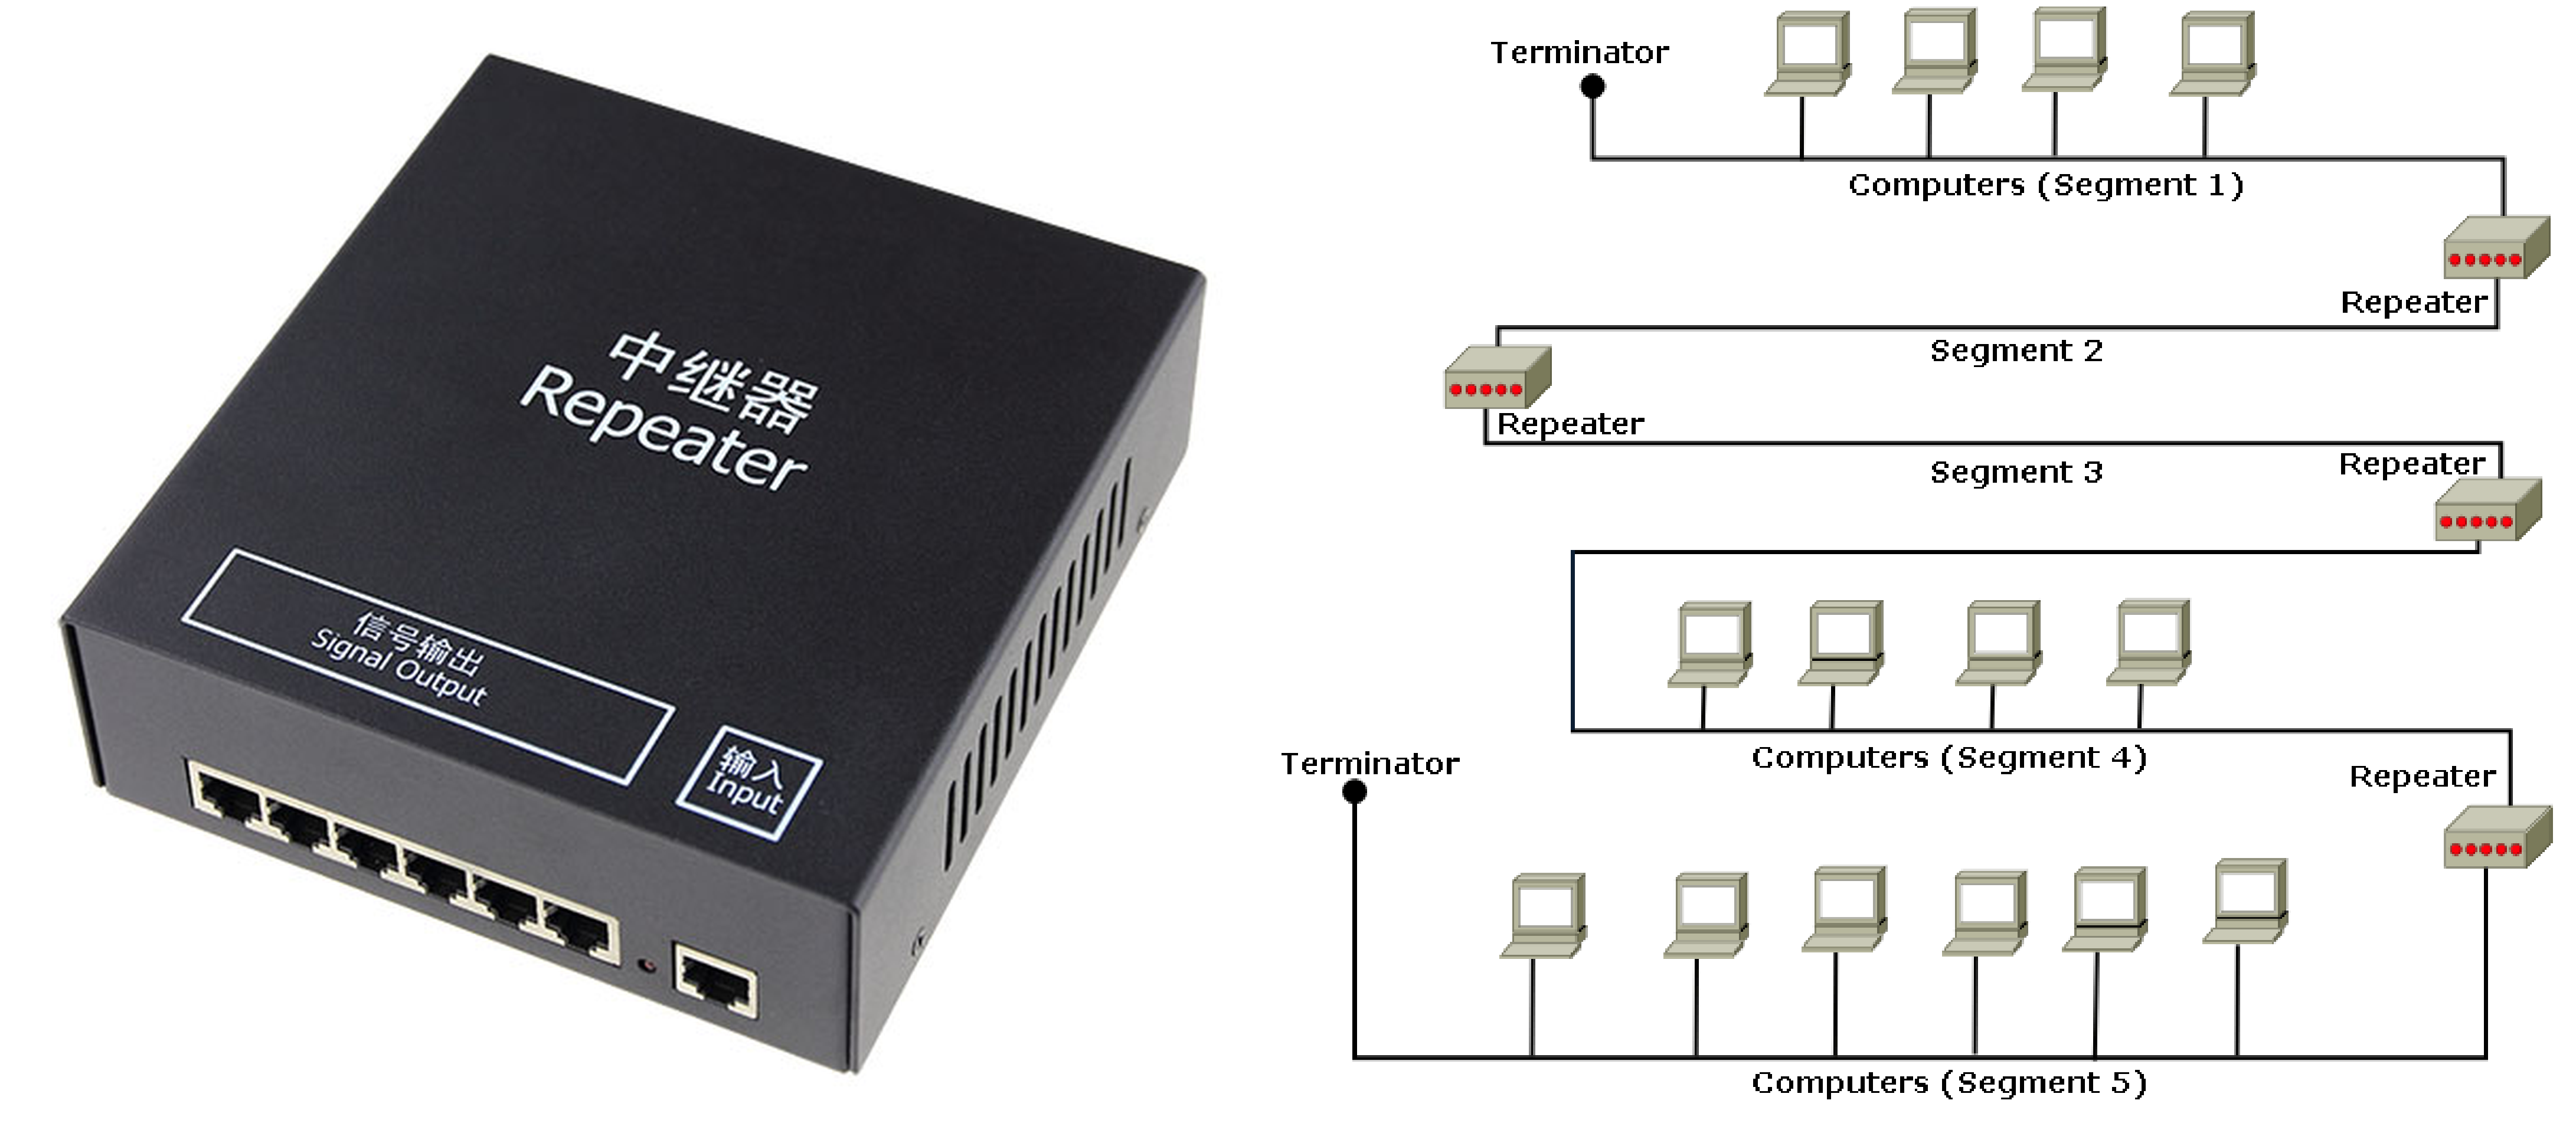 中继器
Repeater
信号输出
Signal Output
输入
Input
Terminator
Computers (Segment 1)
Repeater
Segment 2
Repeater
Segment 3
Repeater
Computers (Segment 4)
Terminator
Repeater
Computers (Segment 5)